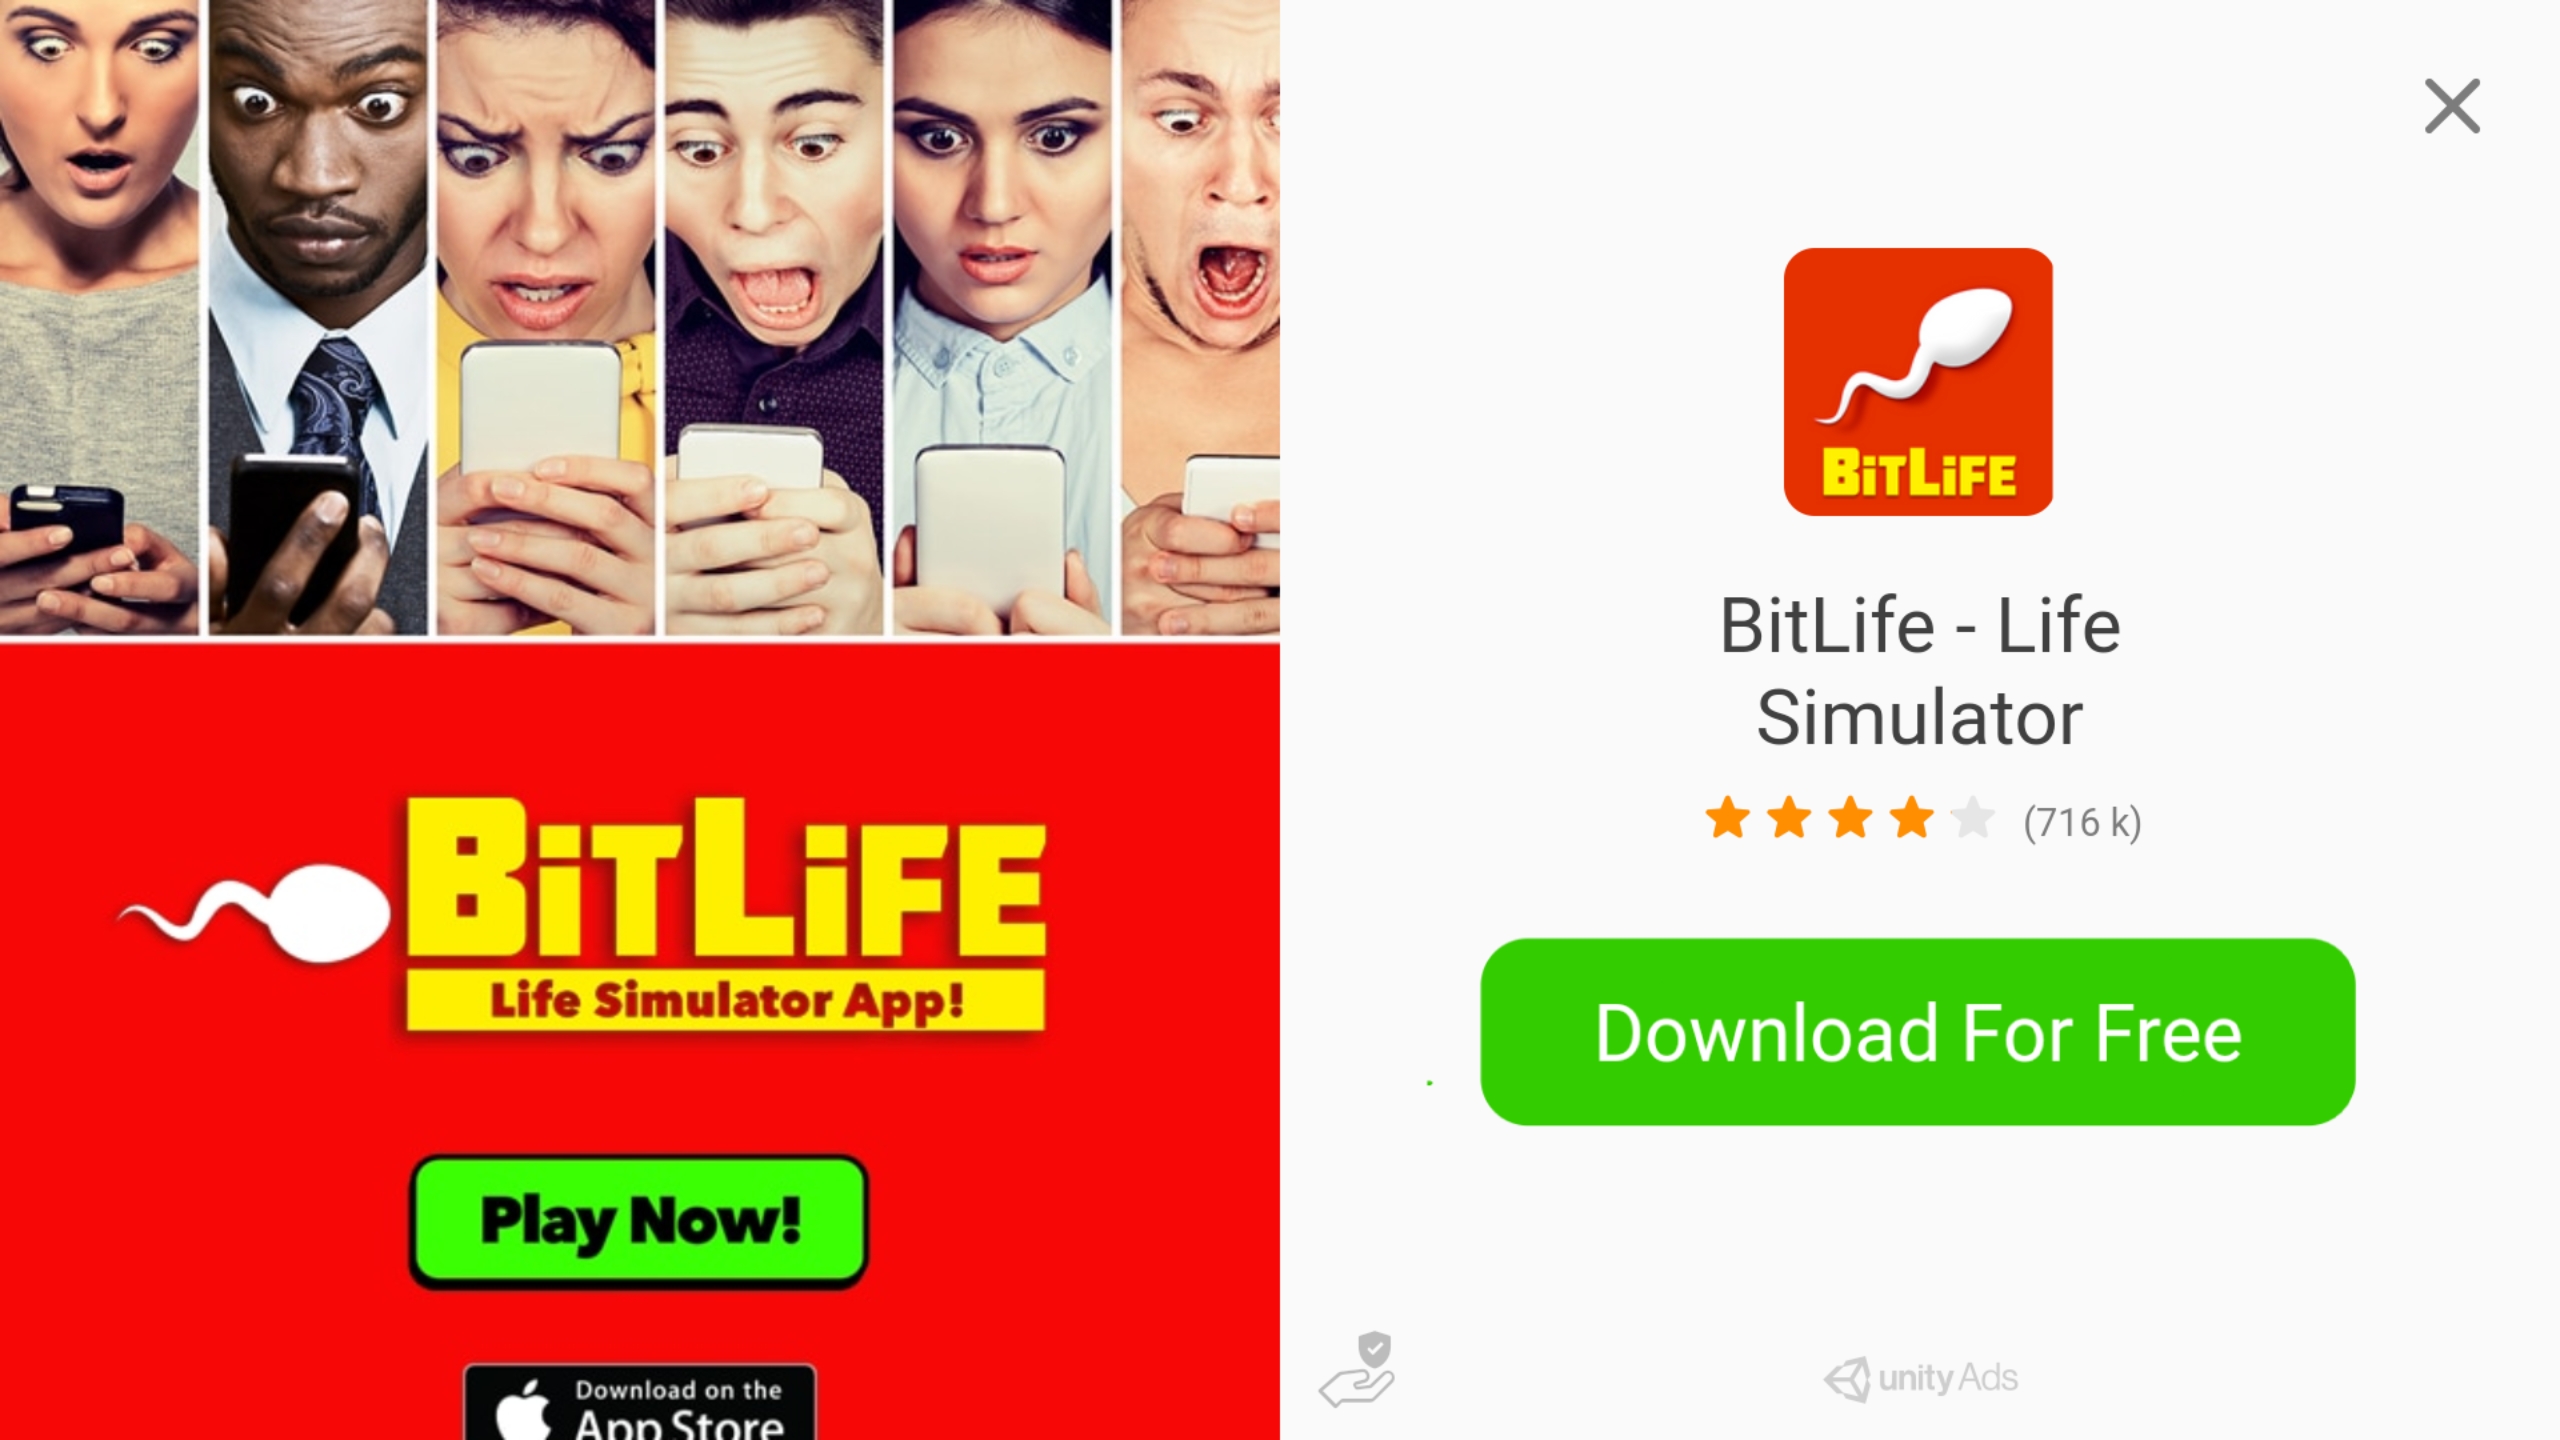 BiTLiFE
Life Simulator App!
Play Now!
Download on the
App Store
BiTLiFE
BitLife - Life
Simulator
(716 k)
Download For Free
unity Ads